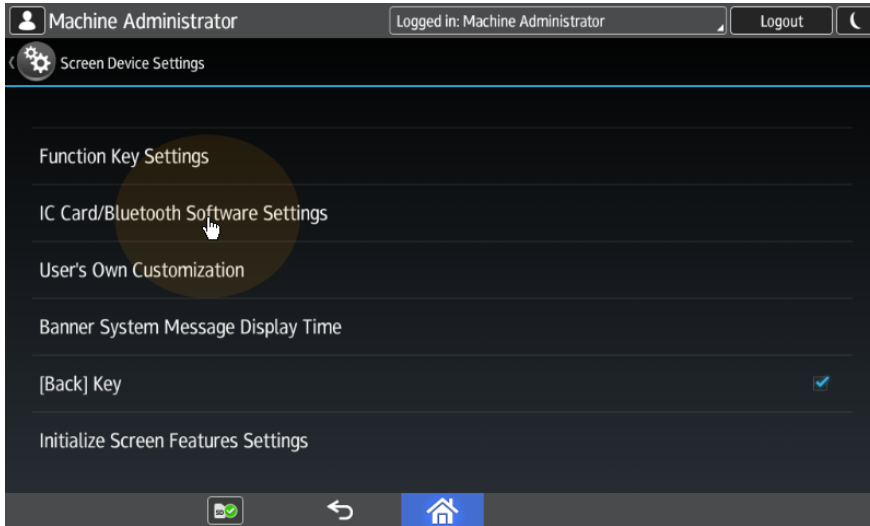 Machine Administrator
Logged in: Machine Administrator
Logout
Screen Device Settings
Function Key Settings
IC Card/Bluetooth Software Settings
User's Own Customization
Banner System Message Display Time
[Back] Key
Initialize Screen Features Settings
SD